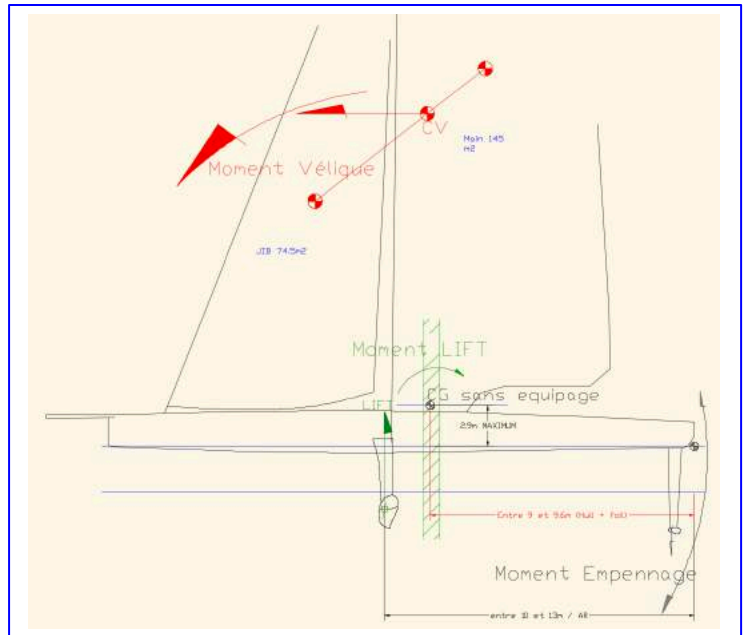 CV
Main 145
m2
Moment Vélique
JIB 74.5m2
Moment LIFT
LIFT
CG sans equipage
2.9m MAXIMUM
Entre 9 et 9.6m (Hull + Foil)
Moment Empennage
entre 10 et 13m / AR